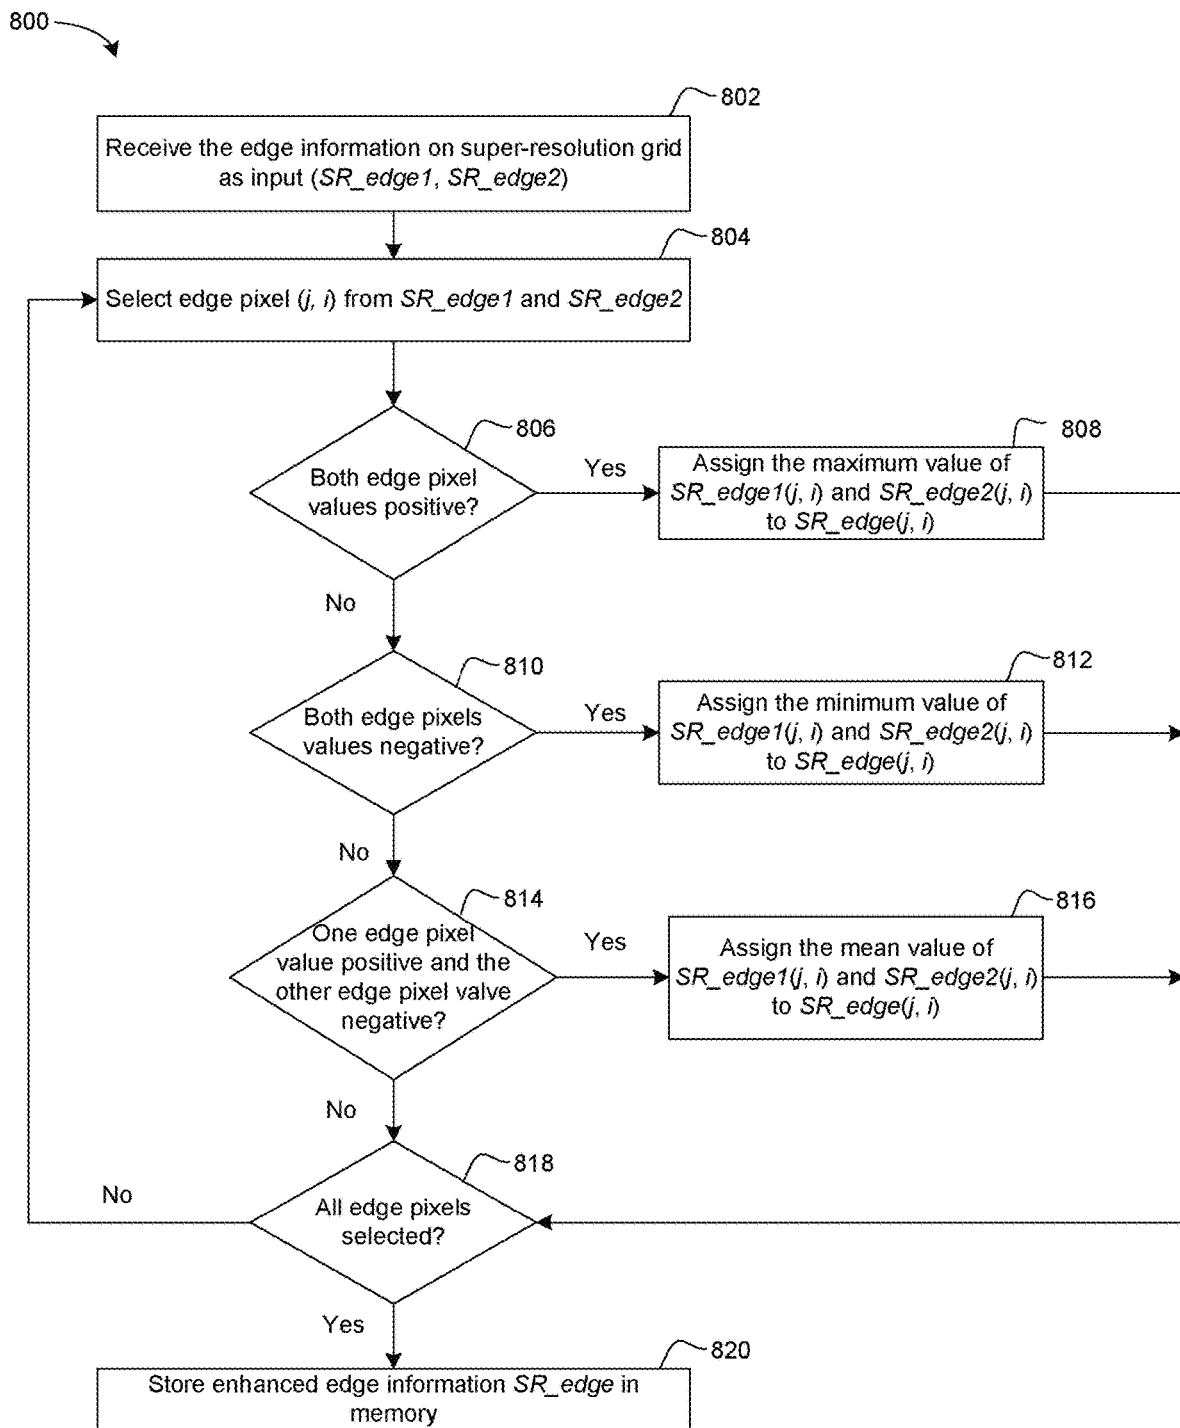 800
802
Receive the edge information on super-resolution grid
as input (SR_edge1, SR_edge2)
804
Select edge pixel (j, i) from SR_edge1 and SR_edge2
806
Both edge pixel
values positive?
Yes
808
Assign the maximum value of
SR_edge1(j, i) and SR_edge2(j, i)
to SR_edge(j, i)
No
810
Both edge pixels
values negative?
Yes
812
Assign the minimum value of
SR_edge1(j, i) and SR_edge2(j, i)
to SR_edge(j, i)
No
814
One edge pixel
value positive and the
other edge pixel valve
negative?
Yes
816
Assign the mean value of
SR_edge1(j, i) and SR_edge2(j, i)
to SR_edge(j, i)
No
818
All edge pixels
selected?
No
Yes
820
Store enhanced edge information SR_edge in
memory